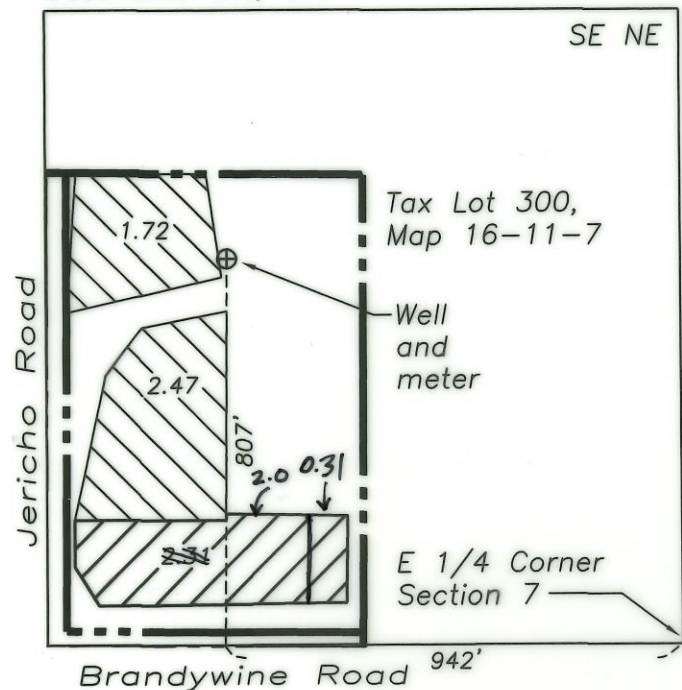 SE NE
Tax Lot 300,
Map 16-11-7
1.72
Well
and
meter
Jericho Road
2.47
807'
2.0 0.31
2.31
E 1/4 Corner
Section 7
942'
Brandywine Road